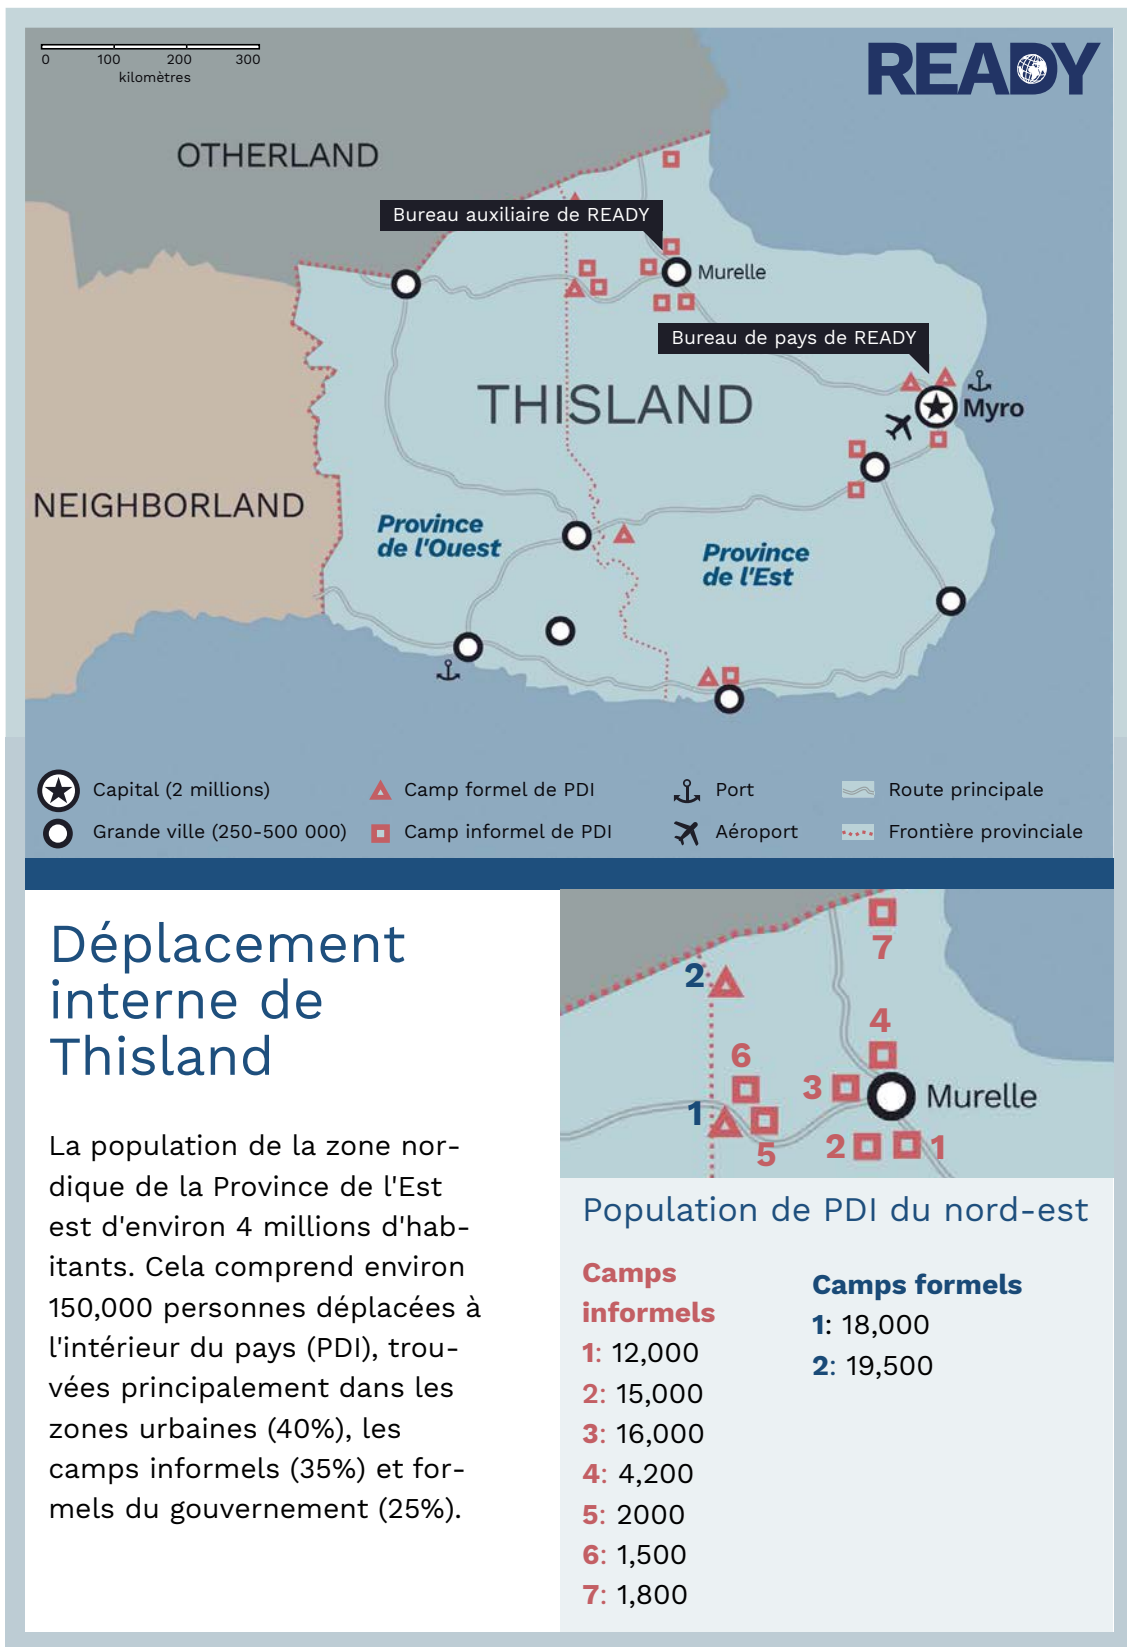 0 100 200 300
kilomètres
READY
OTHERLAND
Bureau auxiliaire de READY
Murelle
Bureau de pays de READY
THISLAND
Myro
NEIGHBORLAND
Province
de l'Ouest
Province
de l'Est
Capital (2 millions)
Camp formel de PDI
Port
Route principale
Grande ville (250-500 000)
Camp informel de PDI
Aéroport
Frontière provinciale
Déplacement
interne de
Thisland
La population de la zone nor-
dique de la Province de l'Est
est d'environ 4 millions d'hab-
itants. Cela comprend environ
150,000 personnes déplacées à
l'intérieur du pays (PDI), trou-
vées principalement dans les
zones urbaines (40%), les
camps informels (35%) et for-
mels du gouvernement (25%).
7
2
4
6
3
Murelle
1
5
2
1
Population de PDI du nord-est
Camps
informels
1: 12,000
2: 15,000
3: 16,000
4: 4,200
5: 2000
6: 1,500
7: 1,800
Camps formels
1: 18,000
2: 19,500